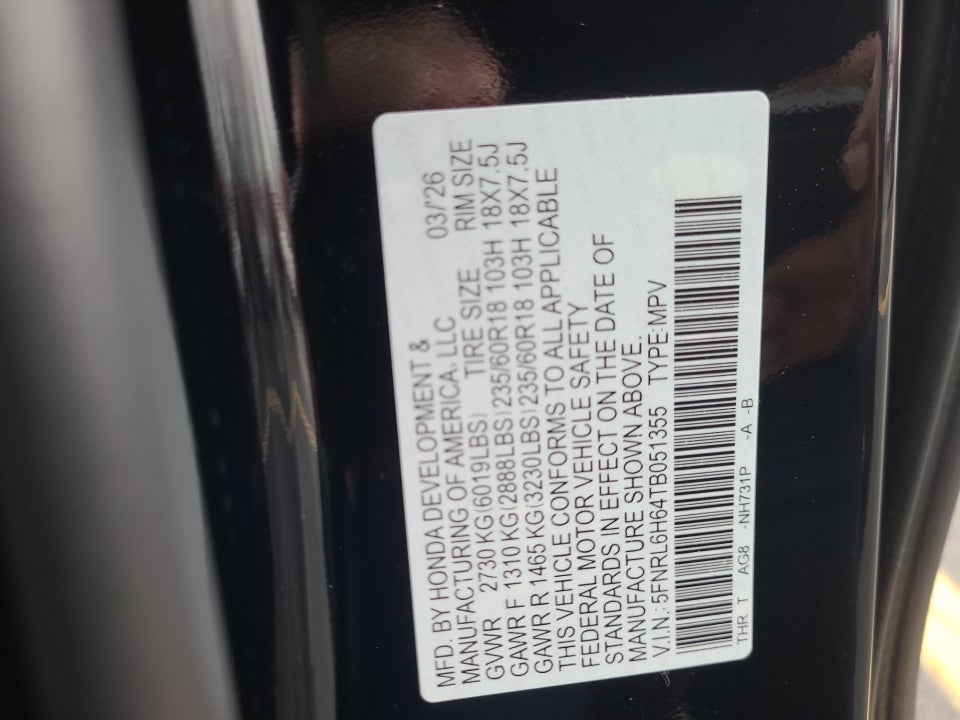 MFD. BY HONDA DEVELOPMENT & 03/'26
MANUFACTURING OF AMERICA, LLC
GVWR 2730 KG(6019LBS) TIRE SIZE RIM SIZE
GAWR F 1310 KG(2888LBS)235/60R18 103H 18X7.5J
GAWR R 1465 KG(3230LBS)235/60R18 103H 18X7.5J
THIS VEHICLE CONFORMS TO ALL APPLICABLE
FEDERAL MOTOR VEHICLE SAFETY
STANDARDS IN EFFECT ON THE DATE OF
MANUFACTURE SHOWN ABOVE.
V.I.N.: 5FNRL6H64TB051355 TYPE:MPV
THR T AG8 -NH731P -A -B